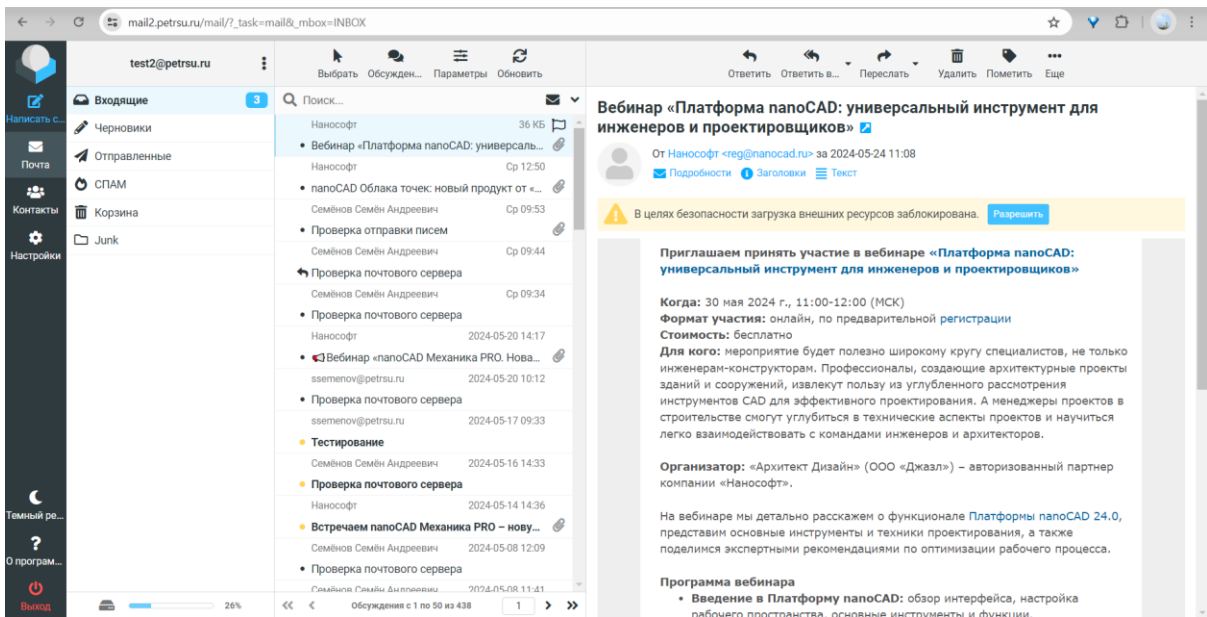 mail2.petrsu.ru/mail/?_task=mail&_mbox=INBOX
Написать с...
Почта
Контакты
Настройки
Темный ре...
О програм...
Выход
test2@petrsu.ru
Входящие 3
Черновики
Отправленные
СПАМ
Корзина
Junk
26%
Выбрать Обсужден... Параметры Обновить
Поиск...
Нанософт 36 КБ
• Вебинар «Платформа nanoCAD: универсаль...
Нанософт Ср 12:50
• nanoCAD Облака точек: новый продукт от «...
Семёнов Семён Андреевич Ср 09:53
• Проверка отправки писем
Семёнов Семён Андреевич Ср 09:44
Проверка почтового сервера
Семёнов Семён Андреевич Ср 09:34
• Проверка почтового сервера
Нанософт 2024-05-20 14:17
• Вебинар «nanoCAD Механика PRO. Нова...
ssemenov@petrsu.ru 2024-05-20 10:12
• Проверка почтового сервера
ssemenov@petrsu.ru 2024-05-17 09:33
• Тестирование
Семёнов Семён Андреевич 2024-05-16 14:33
• Проверка почтового сервера
Нанософт 2024-05-14 14:36
• Встречаем nanoCAD Механика PRO – нову...
Семёнов Семён Андреевич 2024-05-08 12:09
• Проверка почтового сервера
Семёнов Семён Андреевич 2024-05-08 11:41
Обсуждения с 1 по 50 из 438 1
Ответить Ответить в... Переслать Удалить Пометить Еще
Вебинар «Платформа nanoCAD: универсальный инструмент для
инженеров и проектировщиков»
От Нанософт <reg@nanocad.ru> за 2024-05-24 11:08
Подробности Заголовки Текст
В целях безопасности загрузка внешних ресурсов заблокирована. Разрешить
Приглашаем принять участие в вебинаре «Платформа nanoCAD:
универсальный инструмент для инженеров и проектировщиков»
Когда: 30 мая 2024 г., 11:00-12:00 (МСК)
Формат участия: онлайн, по предварительной регистрации
Стоимость: бесплатно
Для кого: мероприятие будет полезно широкому кругу специалистов, не только
инженерам-конструкторам. Профессионалы, создающие архитектурные проекты
зданий и сооружений, извлекут пользу из углубленного рассмотрения
инструментов CAD для эффективного проектирования. А менеджеры проектов в
строительстве смогут углубиться в технические аспекты проектов и научиться
легко взаимодействовать с командами инженеров и архитекторов.
Организатор: «Архитект Дизайн» (ООО «Джазл») – авторизованный партнер
компании «Нанософт».
На вебинаре мы детально расскажем о функционале Платформы nanoCAD 24.0,
представим основные инструменты и техники проектирования, а также
поделимся экспертными рекомендациями по оптимизации рабочего процесса.
Программа вебинара
• Введение в Платформу nanoCAD: обзор интерфейса, настройка
рабочего пространства, основные инструменты и функции.